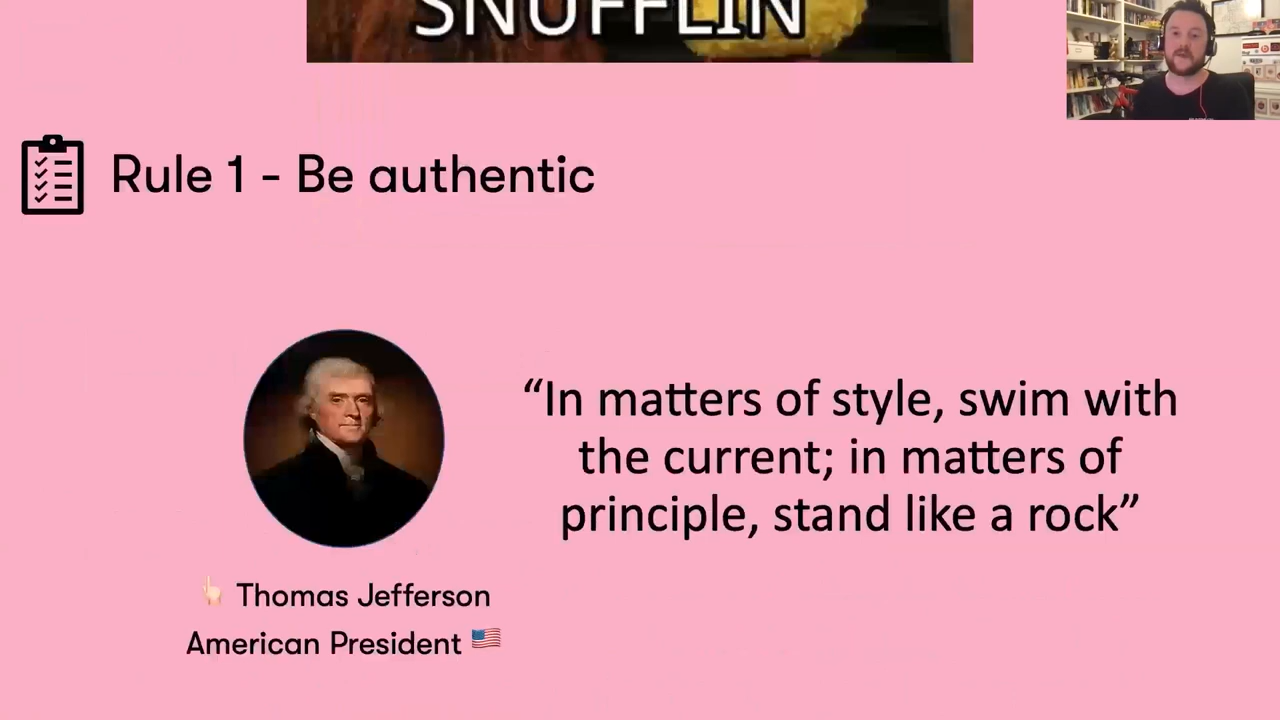 SNUFFLIN
Rule 1 - Be authentic
“In matters of style, swim with
the current; in matters of
principle, stand like a rock”
Thomas Jefferson
American President